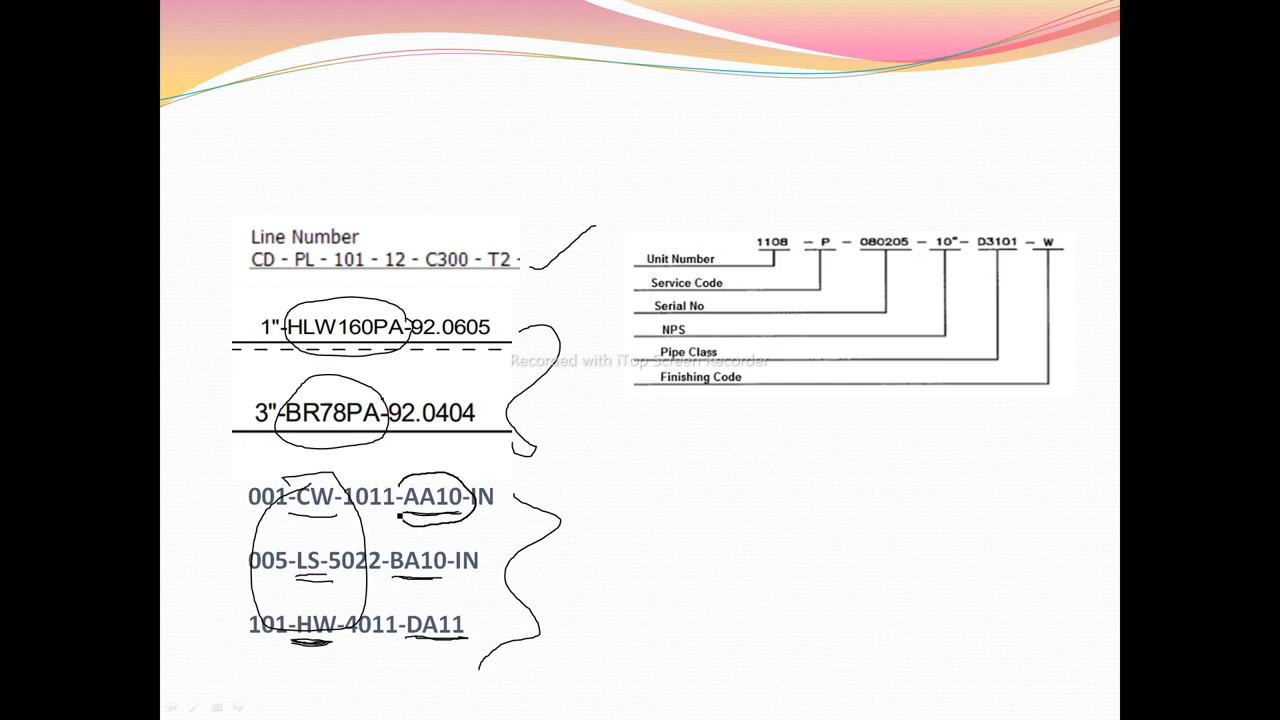 Line Number
CD - PL - 101 - 12 - C300 - T2 -
1"-HLW160PA-92.0605
3"-BR78PA-92.0404
001-CW-1011-AA10-IN
005-LS-5022-BA10-IN
101-HW-4011-DA11
1108 - P - 080205 - 10" - D3101 - W
Unit Number
Service Code
Serial No
NPS
Pipe Class
Finishing Code
Recorded with iTop Screen Recorder